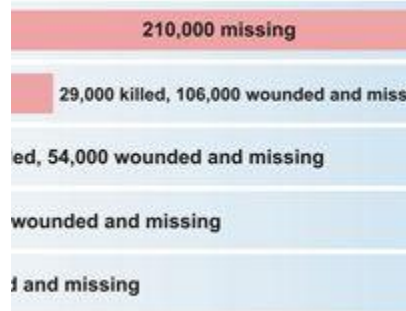 210,000 missing
29,000 killed, 106,000 wounded and miss
ed, 54,000 wounded and missing
wounded and missing
d and missing